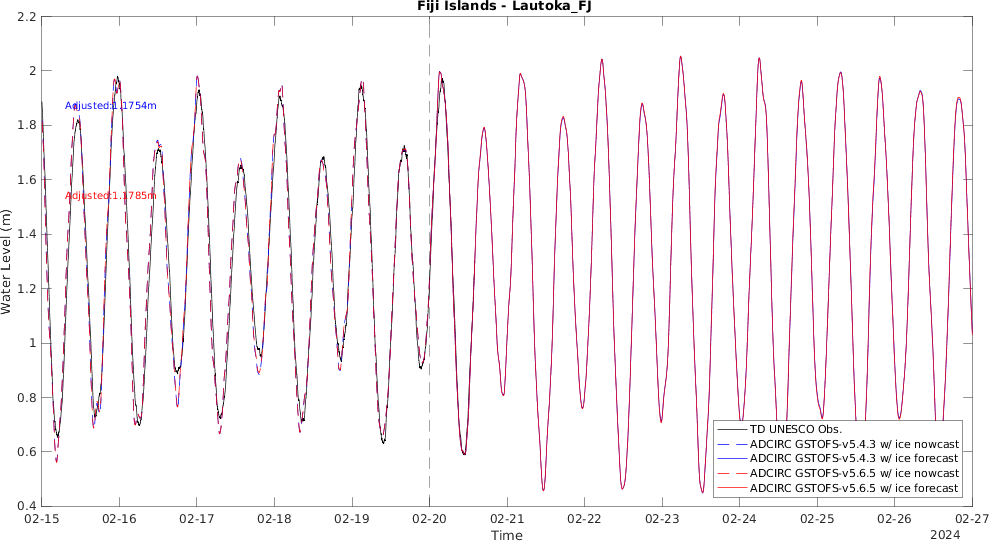 Fiji Islands - Lautoka_FJ
2.2
2
1.8
1.6
1.4
1.2
1
0.8
0.6
0.4
Water Level (m)
Adjusted:1.1754m
Adjusted:1.1785m
TD UNESCO Obs.
ADCIRC GSTOFS-v5.4.3 w/ ice nowcast
ADCIRC GSTOFS-v5.4.3 w/ ice forecast
ADCIRC GSTOFS-v5.6.5 w/ ice nowcast
ADCIRC GSTOFS-v5.6.5 w/ ice forecast
02-15 02-16 02-17 02-18 02-19 02-20 02-21 02-22 02-23 02-24 02-25 02-26 02-27
Time
2024